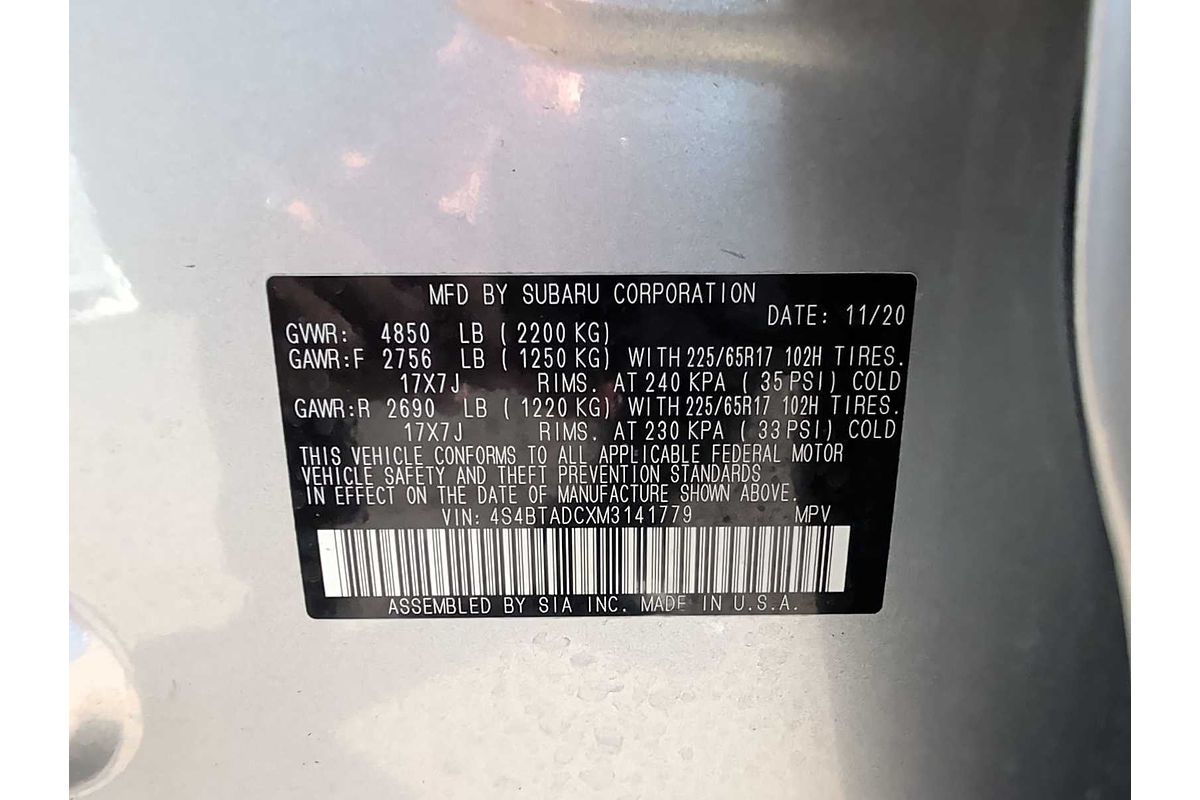 MFD BY SUBARU CORPORATION
DATE: 11/20
GVWR: 4850 LB ( 2200 KG)
GAWR:F 2756 LB ( 1250 KG) WITH 225/65R17 102H TIRES.
17X7J RIMS. AT 240 KPA ( 35 PSI) COLD
GAWR:R 2690 LB ( 1220 KG) WITH 225/65R17 102H TIRES.
17X7J RIMS. AT 230 KPA ( 33 PSI) COLD
THIS VEHICLE CONFORMS TO ALL APPLICABLE FEDERAL MOTOR
VEHICLE SAFETY AND THEFT PREVENTION STANDARDS
IN EFFECT ON THE DATE OF MANUFACTURE SHOWN ABOVE.
VIN: 4S4BTADCXM3141779 MPV
ASSEMBLED BY SIA INC. MADE IN U.S.A.